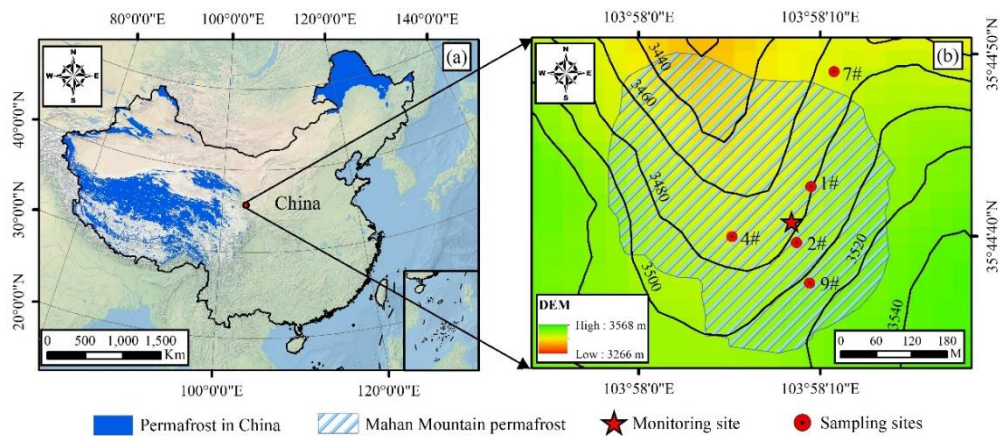 80°0'0"E 100°0'0"E 120°0'0"E 140°0'0"E
103°58'0"E 103°58'10"E
(a)
(b)
N
W E
S
N
W E
S
40°0'0"N
30°0'0"N
20°0'0"N
35°44'50"N
35°44'40"N
China
3440
3460
3480
3500
3520
3540
7#
1#
4#
2#
9#
0 500 1,000 1,500
Km
DEM
High : 3568 m
Low : 3266 m
0 60 120 180
M
100°0'0"E 120°0'0"E
103°58'0"E 103°58'10"E
Permafrost in China Mahan Mountain permafrost Monitoring site Sampling sites